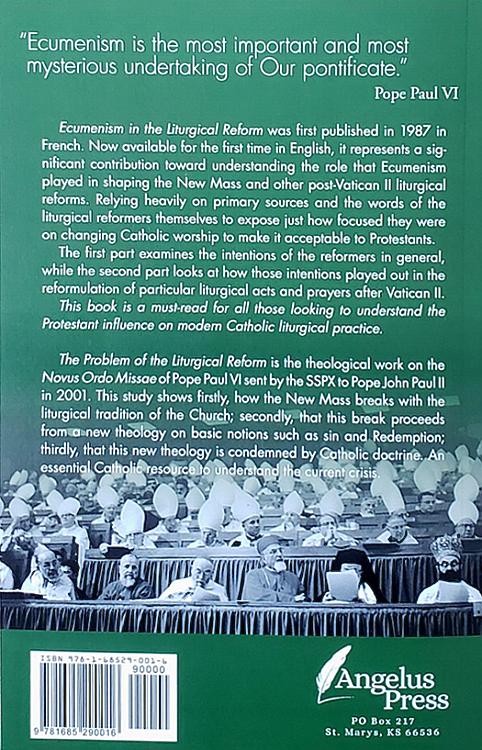 "Ecumenism is the most important and most
mysterious undertaking of Our pontificate."
Pope Paul VI
Ecumenism in the Liturgical Reform was first published in 1987 in
French. Now available for the first time in English, it represents a sig-
nificant contribution toward understanding the role that Ecumenism
played in shaping the New Mass and other post-Vatican II liturgical
reforms. Relying heavily on primary sources and the words of the
liturgical reformers themselves to expose just how focused they were
on changing Catholic worship to make it acceptable to Protestants.
The first part examines the intentions of the reformers in general,
while the second part looks at how those intentions played out in the
reformulation of particular liturgical acts and prayers after Vatican II.
This book is a must-read for all those looking to understand the
Protestant influence on modern Catholic liturgical practice.
The Problem of the Liturgical Reform is the theological work on the
Novus Ordo Missae of Pope Paul VI sent by the SSPX to Pope John Paul II
in 2001. This study shows firstly, how the New Mass breaks with the
liturgical tradition of the Church; secondly, that this break proceeds
from a new theology on basic notions such as sin and Redemption;
thirdly, that this new theology is condemned by Catholic doctrine. An
essential Catholic resource to understand the current crisis.
ISBN 978-1-68529-001-6
90000
9 781685 290016
Angelus
Press
PO Box 217
St. Marys, KS 66536